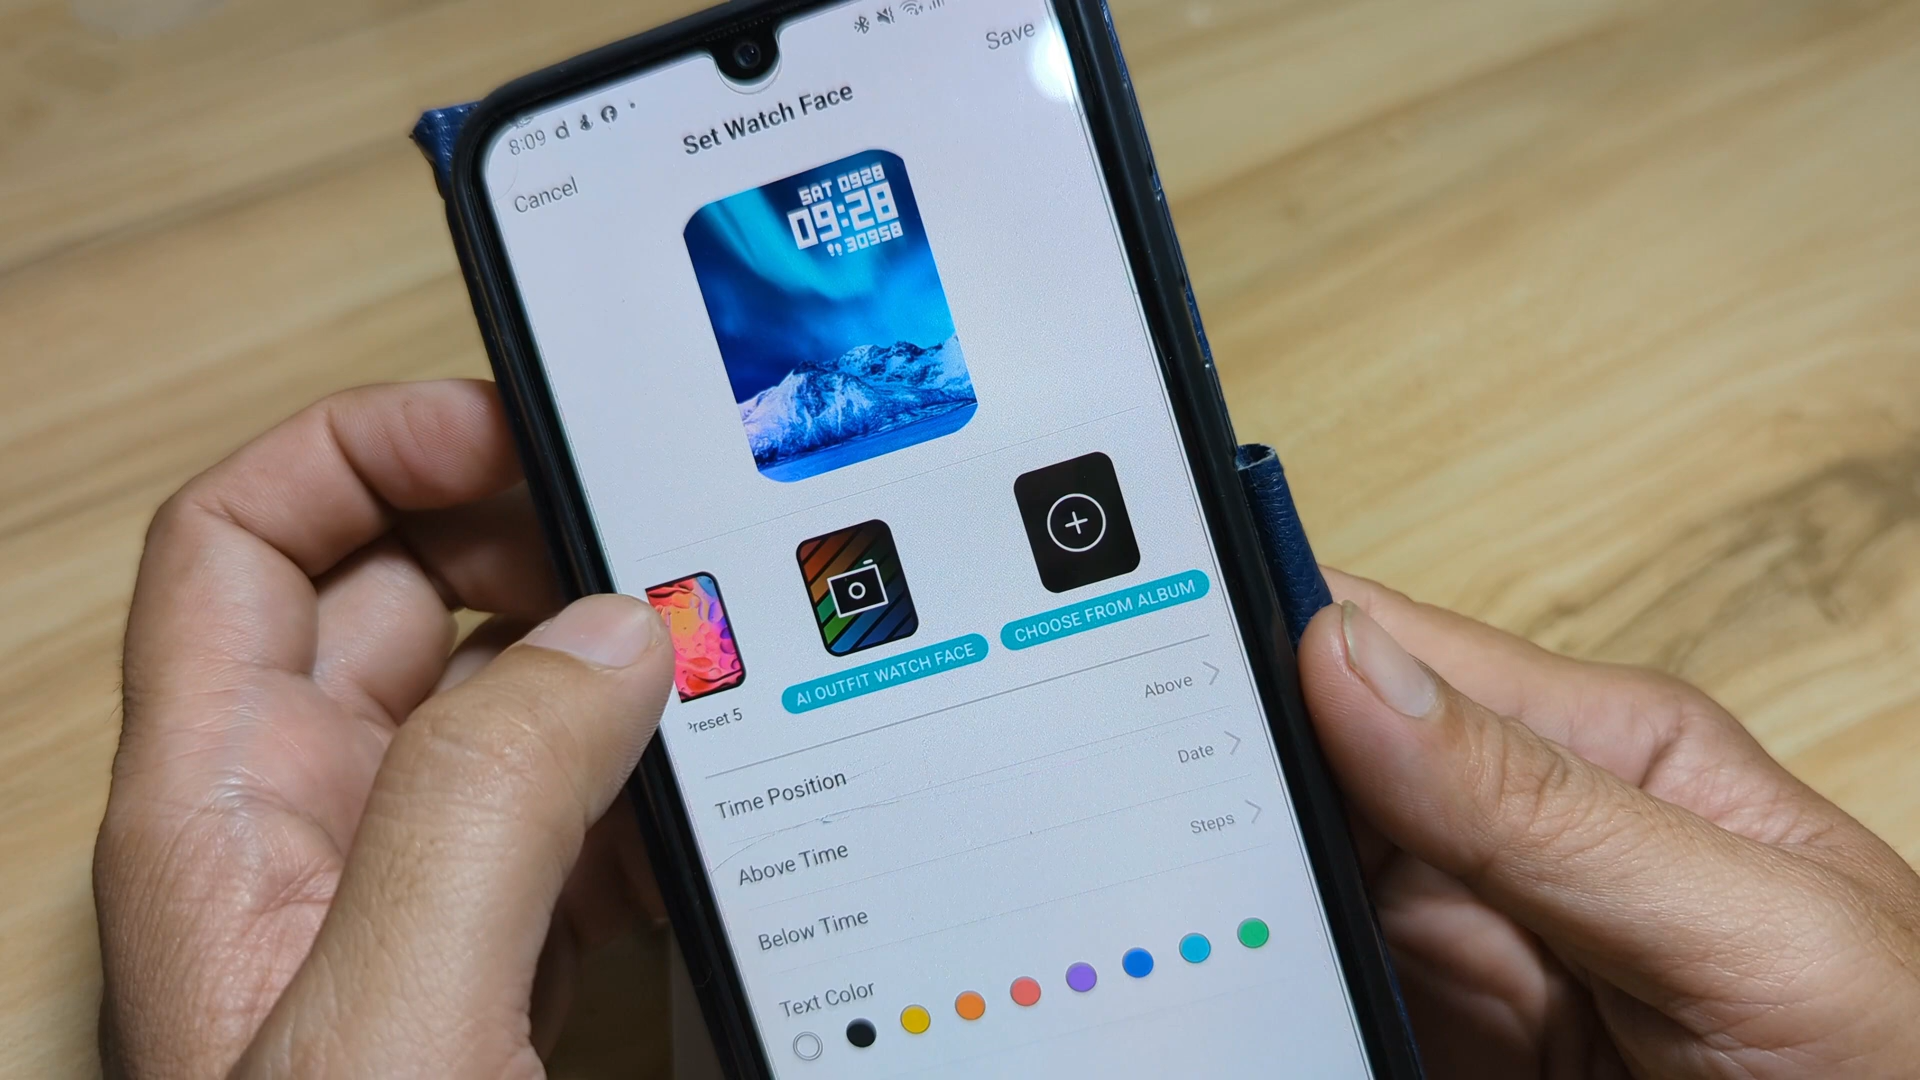 8:09
Save
Set Watch Face
Cancel
SAT 0928
09:28
30958
reset 5
AI OUTFIT WATCH FACE
CHOOSE FROM ALBUM
Time Position
Above
Above Time
Date
Below Time
Steps
Text Color